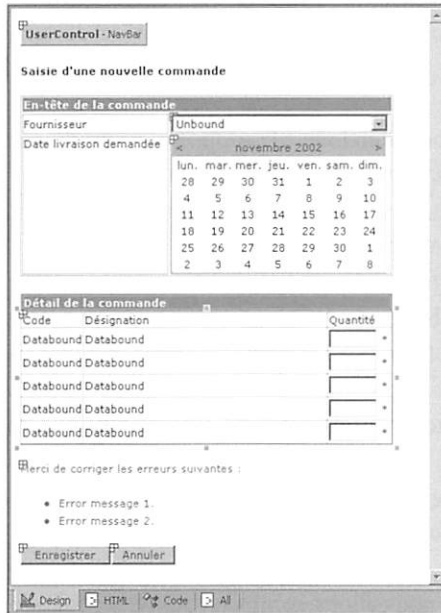 UserControl - NavBar
Saisie d'une nouvelle commande
En-tête de la commande
Fournisseur Unbound
Date livraison demandée < novembre 2002 >
lun. mar. mer. jeu. ven. sam. dim.
28 29 30 31 1 2 3
4 5 6 7 8 9 10
11 12 13 14 15 16 17
18 19 20 21 22 23 24
25 26 27 28 29 30 1
2 3 4 5 6 7 8
Détail de la commande
Code Désignation Quantité
Databound Databound *
Databound Databound *
Databound Databound *
Databound Databound *
Databound Databound *
Merci de corriger les erreurs suivantes :
• Error message 1.
• Error message 2.
Enregistrer Annuler
Design HTML Code All